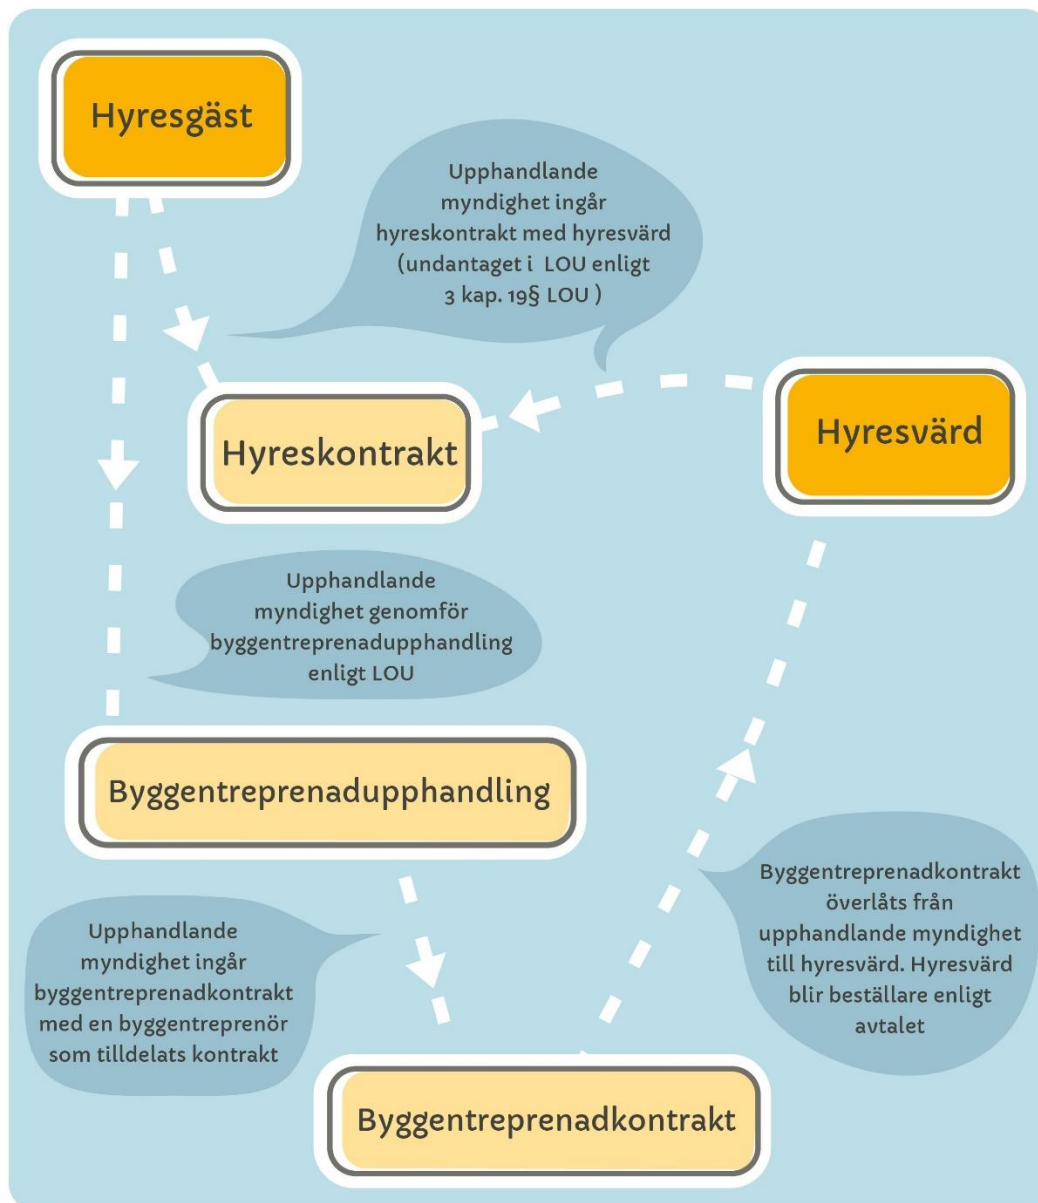 Hyresgäst
Upphandlande
myndighet ingår
hyreskontrakt med hyresvärd
(undantaget i LOU enligt
3 kap. 19§ LOU )
Hyreskontrakt
Hyresvärd
Upphandlande
myndighet genomför
byggentreprenadupphandling
enligt LOU
Byggentreprenadupphandling
Upphandlande
myndighet ingår
byggentreprenadkontrakt
med en byggentreprenör
som tilldelats kontrakt
Byggentreprenadkontrakt
överlåts från
upphandlande myndighet
till hyresvärd. Hyresvärd
blir beställare enligt
avtalet
Byggentreprenadkontrakt